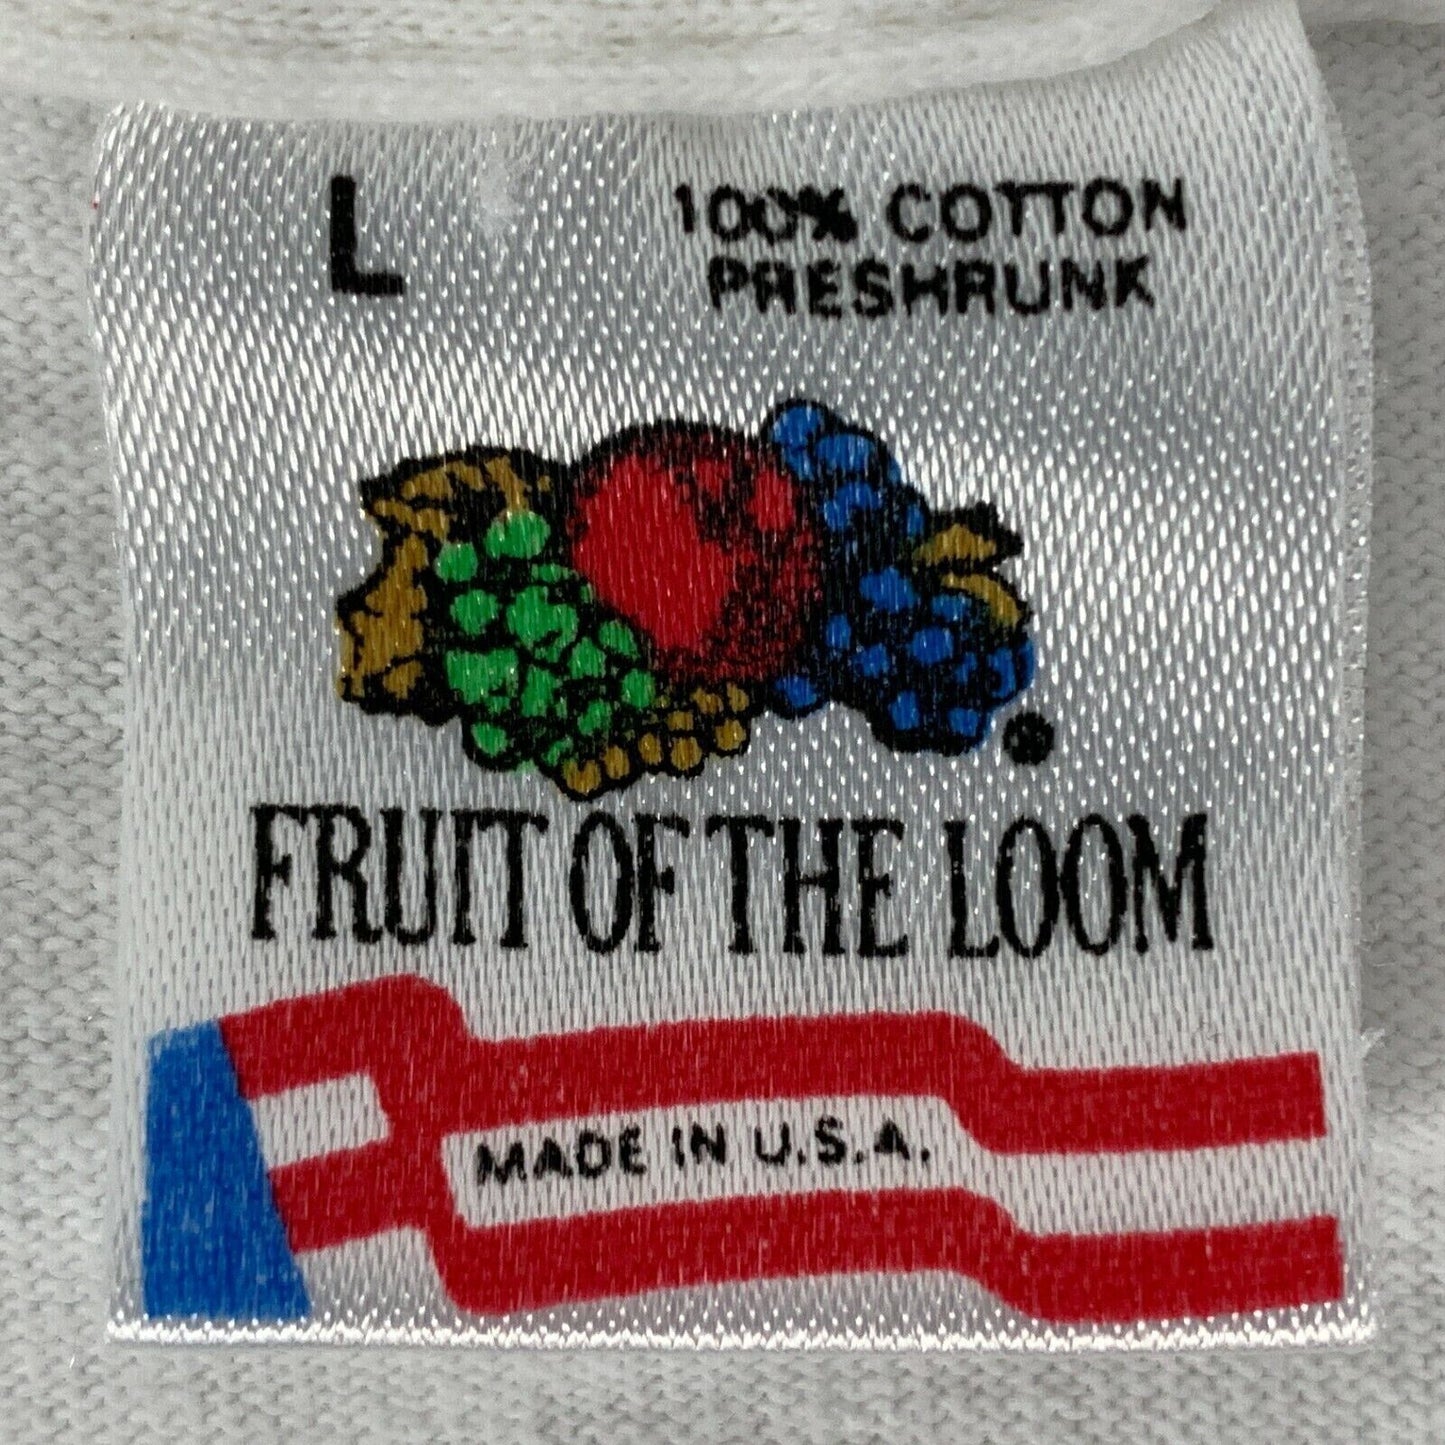 L
100% COTTON
PRESHRUNK
®
FRUIT OF THE LOOM
MADE IN U.S.A.